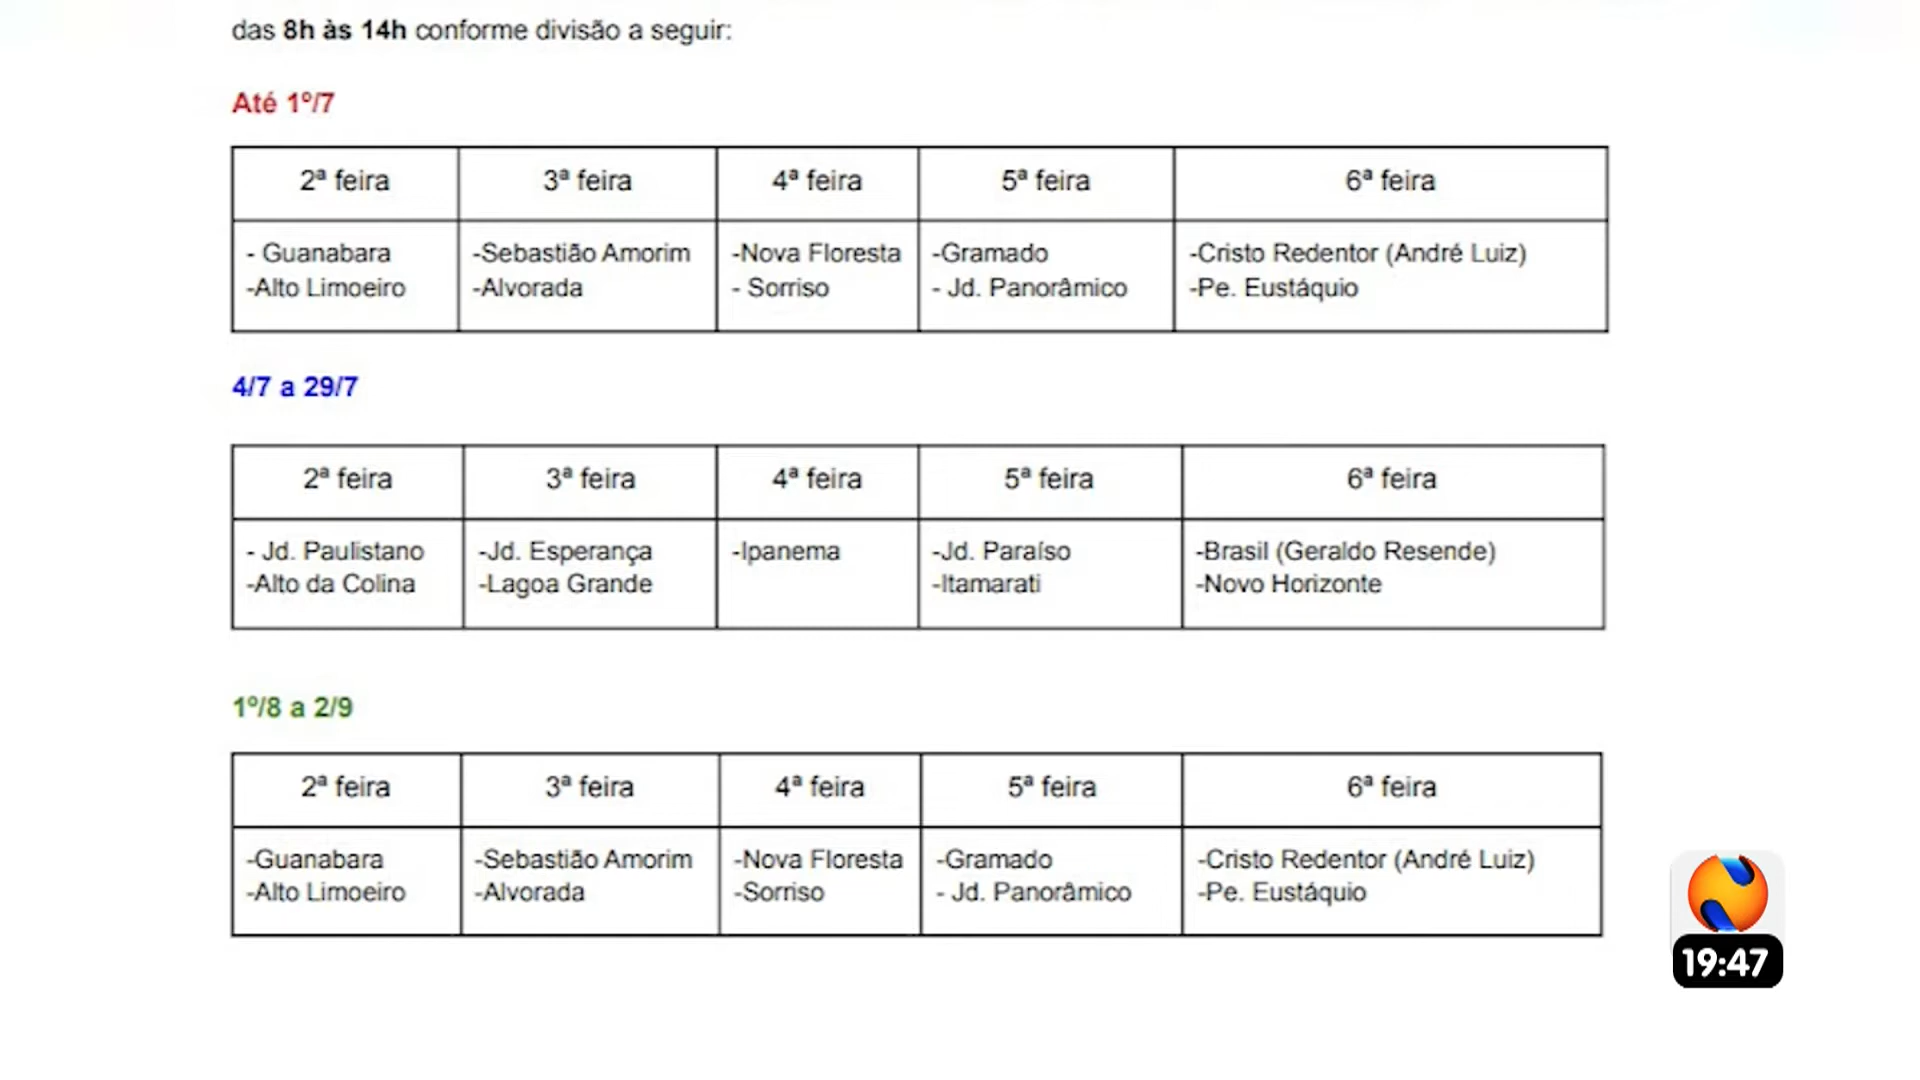 das 8h às 14h conforme divisão a seguir:
Até 1º/7
2ª feira 3ª feira 4ª feira 5ª feira 6ª feira
- Guanabara -Sebastião Amorim -Nova Floresta -Gramado -Cristo Redentor (André Luiz)
-Alto Limoeiro -Alvorada - Sorriso - Jd. Panorâmico -Pe. Eustáquio
4/7 a 29/7
2ª feira 3ª feira 4ª feira 5ª feira 6ª feira
- Jd. Paulistano -Jd. Esperança -Ipanema -Jd. Paraíso -Brasil (Geraldo Resende)
-Alto da Colina -Lagoa Grande -Itamarati -Novo Horizonte
1º/8 a 2/9
2ª feira 3ª feira 4ª feira 5ª feira 6ª feira
-Guanabara -Sebastião Amorim -Nova Floresta -Gramado -Cristo Redentor (André Luiz)
-Alto Limoeiro -Alvorada -Sorriso - Jd. Panorâmico -Pe. Eustáquio
19:47